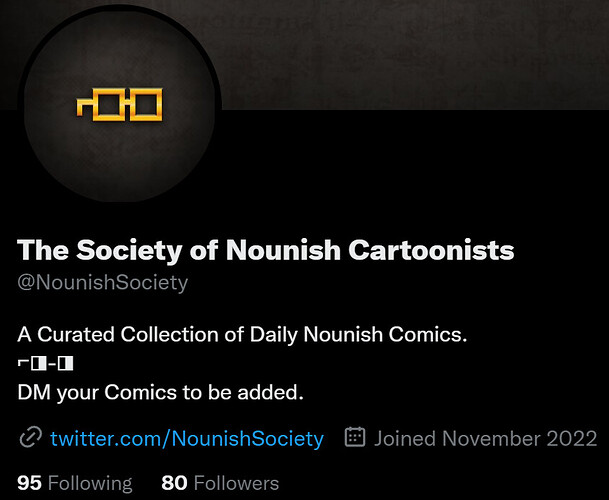 The Society of Nounish Cartoonists
@NounishSociety
A Curated Collection of Daily Nounish Comics.
⌐◨-◨
DM your Comics to be added.
twitter.com/NounishSociety Joined November 2022
95 Following 80 Followers